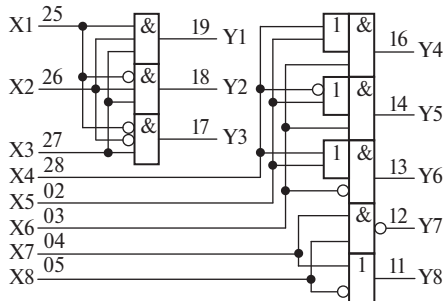 X1 25 & 19 Y1
X2 26 & 18 Y2
X3 27 & 17 Y3
X4 28
X5 02
X6 03
X7 04
X8 05
1 & 16 Y4
1 & 14 Y5
1 & 13 Y6
& 12 Y7
1 11 Y8